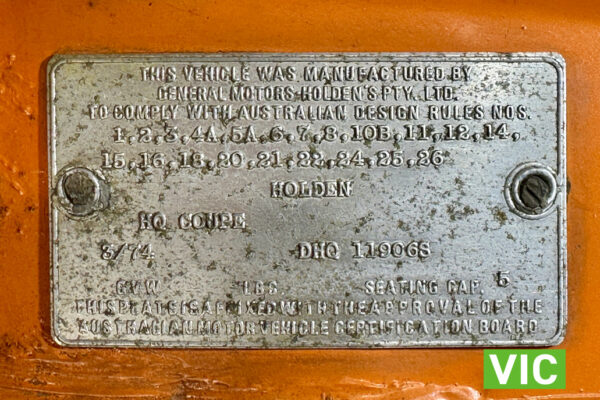 THIS VEHICLE WAS MANUFACTURED BY
GENERAL MOTORS-HOLDEN'S PTY. LTD.
TO COMPLY WITH AUSTRALIAN DESIGN RULES NOS.
1,2,3,4A,5A,6,7,8,10B,11,12,14,
15,16,18,20,21,22,24,25,26
HOLDEN
HQ COUPE
3/74 DHQ 11906S
GVW LBS SEATING CAP. 5
THIS PLATE IS AFFIXED WITH THE APPROVAL OF THE
AUSTRALIAN MOTOR VEHICLE CERTIFICATION BOARD
VIC